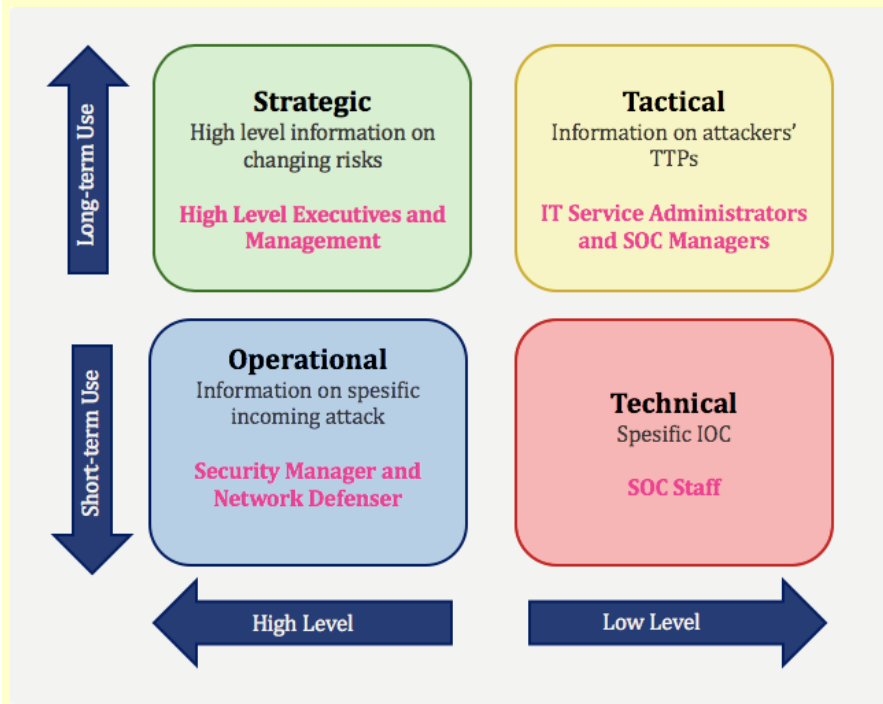 Long-term Use
Strategic
High level information on
changing risks
High Level Executives and
Management
Tactical
Information on attackers’
TTPs
IT Service Administrators
and SOC Managers
Short-term Use
Operational
Information on spesific
incoming attack
Security Manager and
Network Defenser
Technical
Spesific IOC
SOC Staff
High Level
Low Level